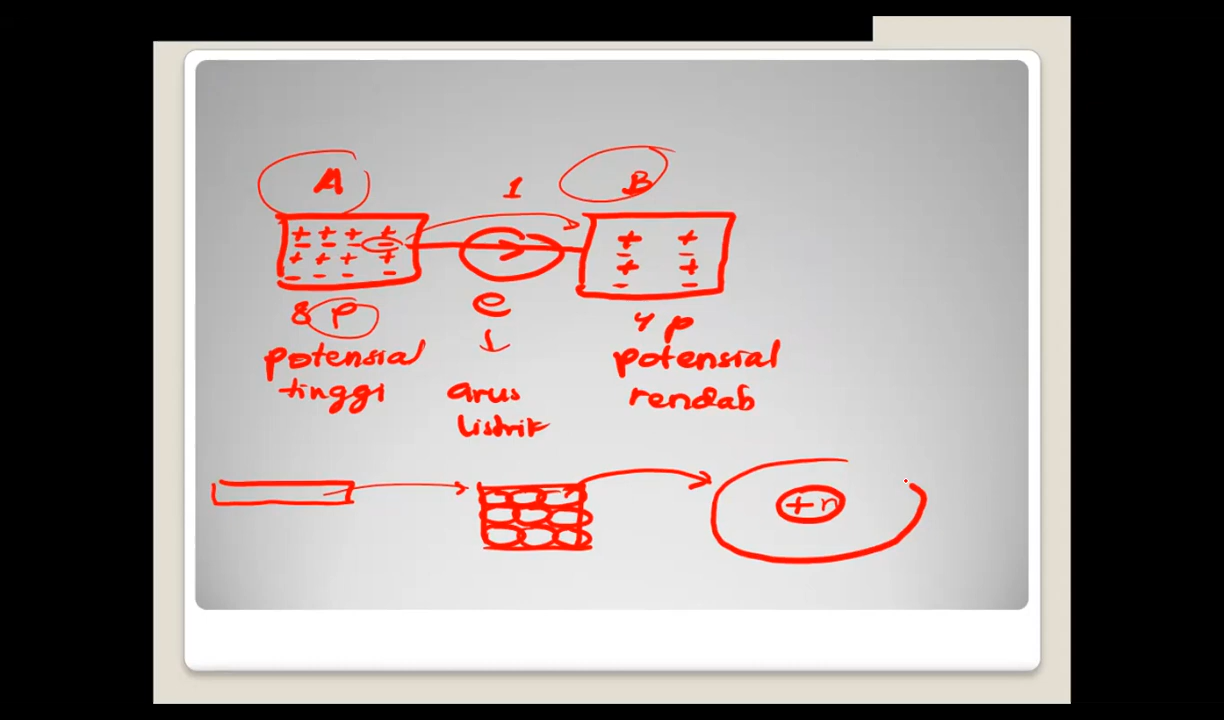 A
1
B
+ + + +
- - - -
+ + + +
- - - -
+ +
- -
+ +
- -
8 P
e
4 p
potensial
tinggi
arus
listrik
potensial
rendah
+ n